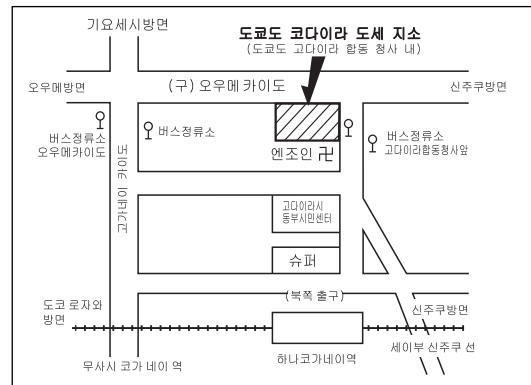 기요세시방면
도쿄도 코다이라 도세 지소
(도쿄도 고다이라 합동 청사 내)
오우메방면
(구) 오우메 카이도
신주쿠방면
버스정류소
오우메카이도
버스정류소
엔조인 卍
버스정류소
고다이라합동청사앞
고가네이 카이도
고다이라시
동부시민센터
슈퍼
(북쪽 출구)
도코 로자와
방면
신주쿠방면
무사시 코가 네이 역
하나코가네이역
세이부 신주쿠 선